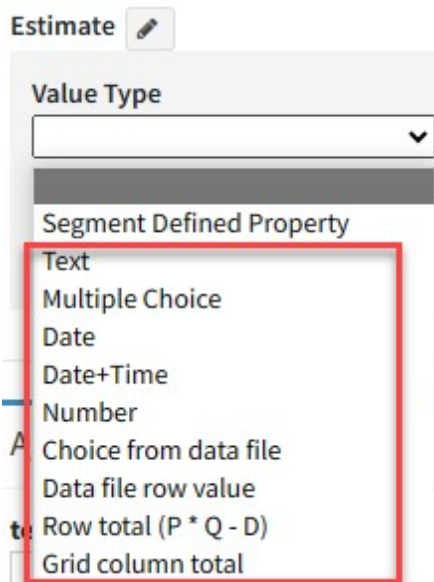 Estimate
Value Type
Segment Defined Property
Text
Multiple Choice
Date
Date+Time
Number
Choice from data file
Data file row value
Row total (P * Q - D)
Grid column total